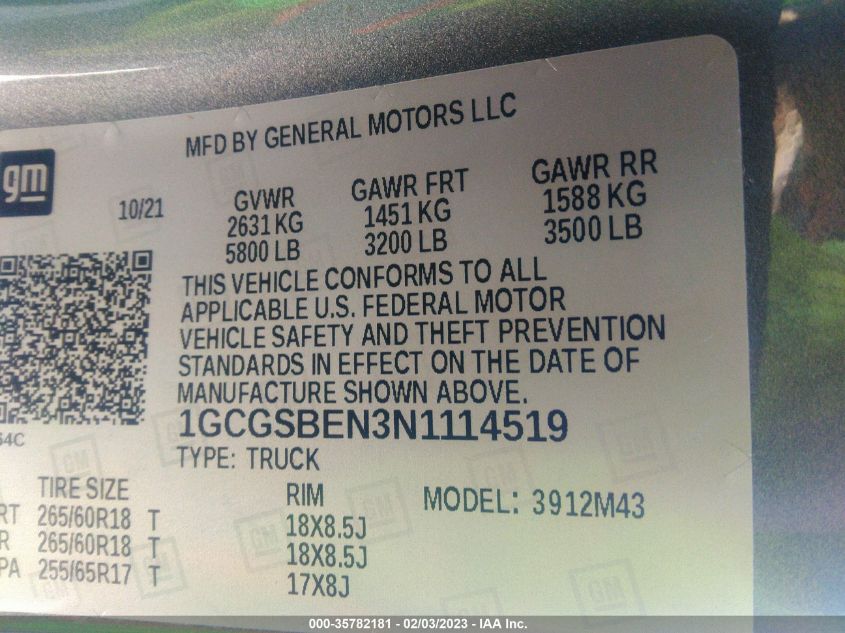 MFD BY GENERAL MOTORS LLC
gm
10/21
GVWR GAWR FRT GAWR RR
2631 KG 1451 KG 1588 KG
5800 LB 3200 LB 3500 LB
THIS VEHICLE CONFORMS TO ALL
APPLICABLE U.S. FEDERAL MOTOR
VEHICLE SAFETY AND THEFT PREVENTION
STANDARDS IN EFFECT ON THE DATE OF
MANUFACTURE SHOWN ABOVE.
1GCGSBEN3N1114519
64C
TYPE: TRUCK
TIRE SIZE RIM MODEL: 3912M43
RT 265/60R18 T 18X8.5J
R 265/60R18 T 18X8.5J
PA 255/65R17 T 17X8J
000-35782181 - 02/03/2023 - IAA Inc.